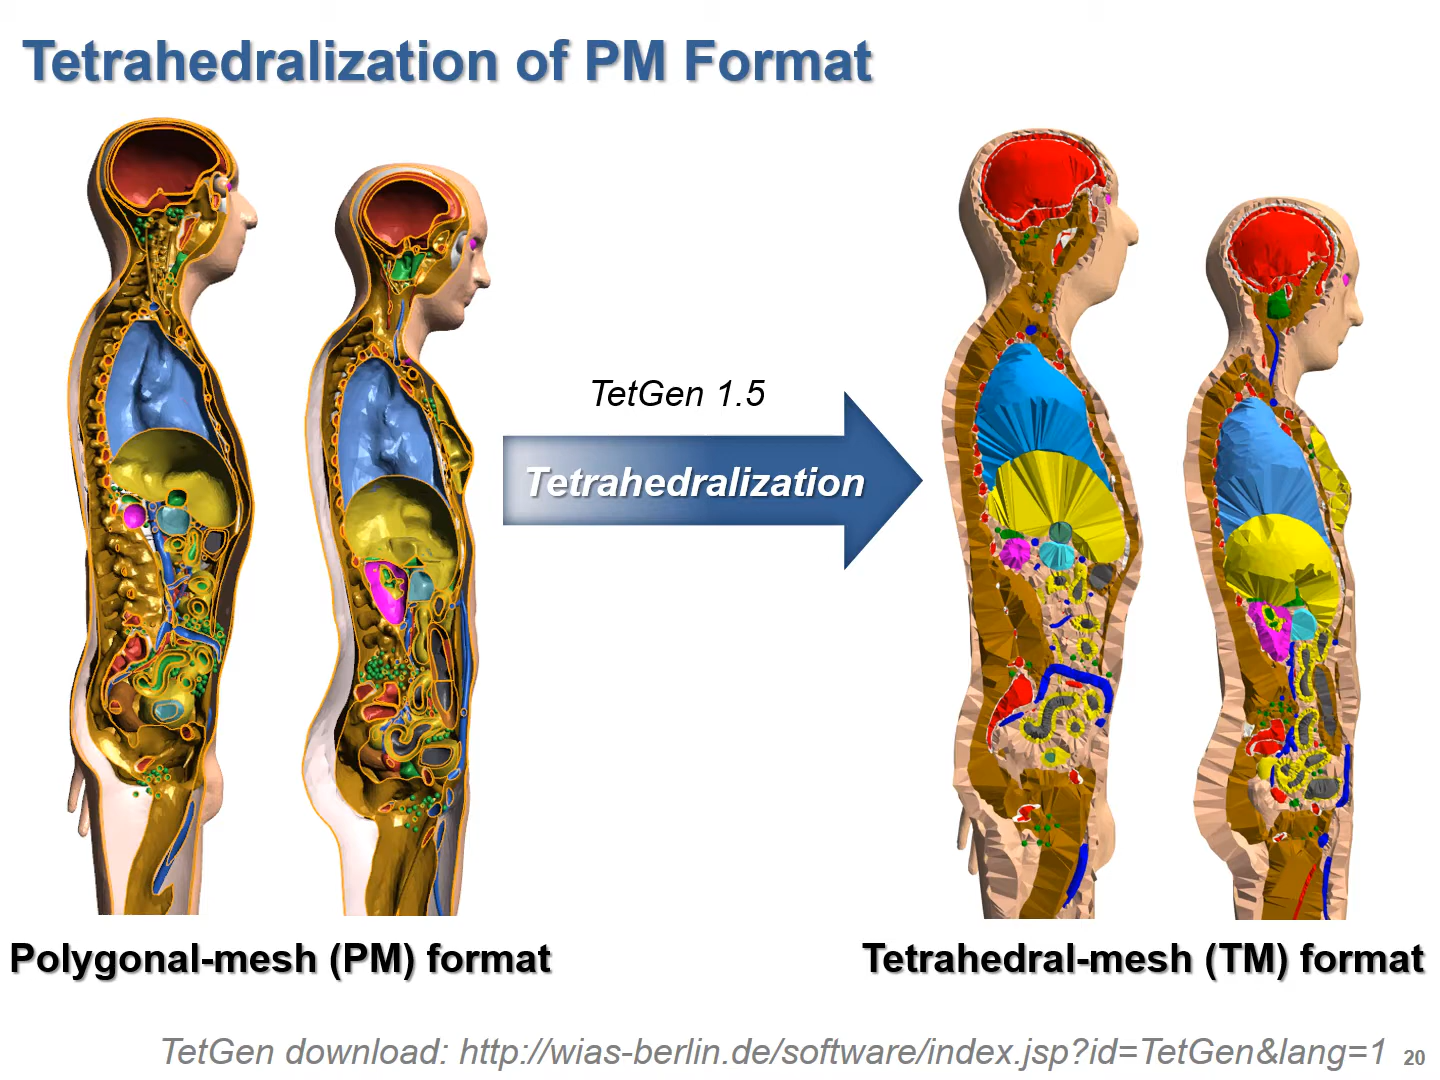 Tetrahedralization of PM Format
TetGen 1.5
Tetrahedralization
Polygonal-mesh (PM) format
Tetrahedral-mesh (TM) format
TetGen download: http://wias-berlin.de/software/index.jsp?id=TetGen&lang=1
20